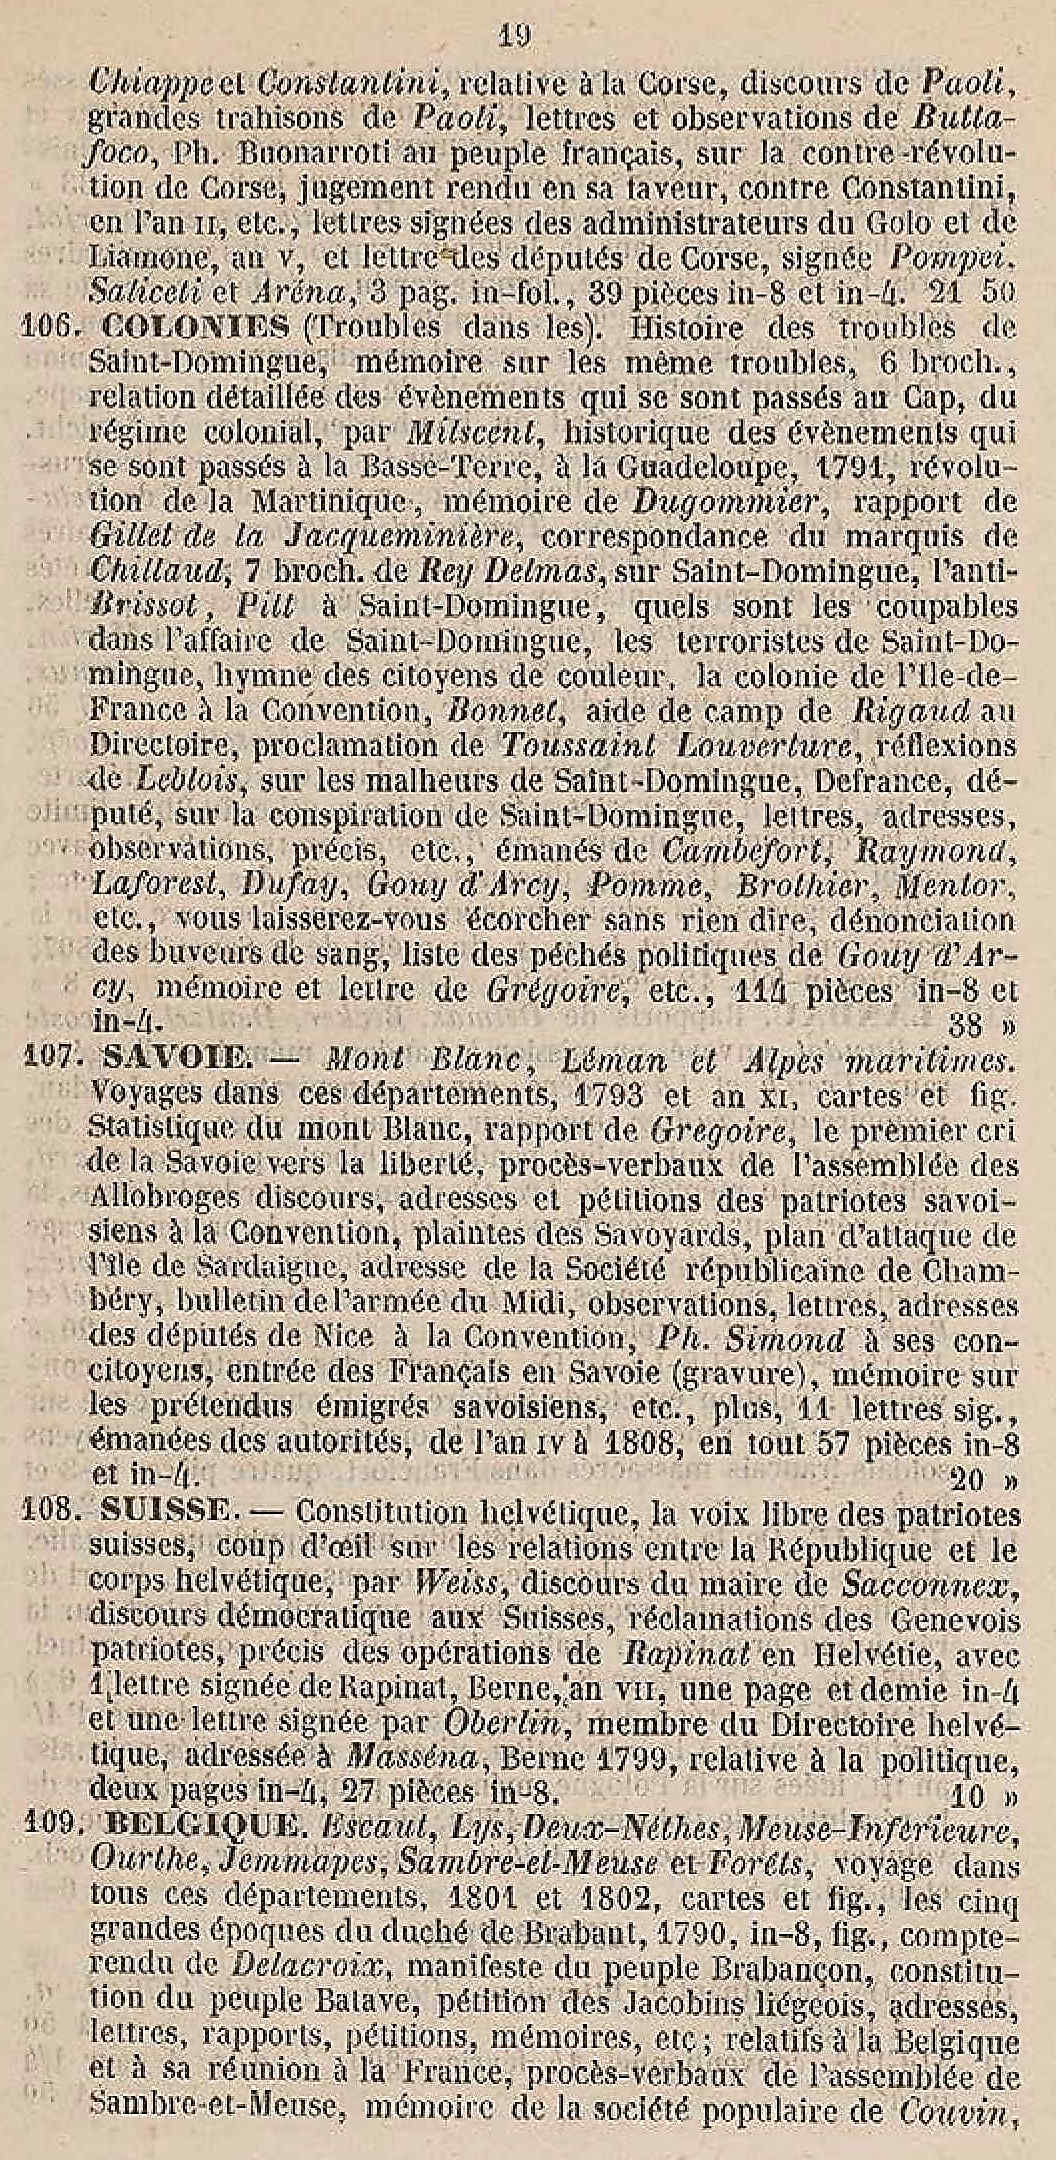 19
Chiappe et Constantini, relative à la Corse, discours de Paoli,
grandes trahisons de Paoli, lettres et observations de Butta-
foco, Ph. Buonarroti au peuple français, sur la contre-révolu-
tion de Corse, jugement rendu en sa faveur, contre Constantini,
en l'an II, etc., lettres signées des administrateurs du Golo et de
Liamone, an V, et lettre des députés de Corse, signée Pompei.
Saliceti et Aréna, 3 pag. in-fol., 39 pièces in-8 et in-4. 21 50
106. COLONIES (Troubles dans les). Histoire des troubles de
Saint-Domingue, mémoire sur les même troubles, 6 broch.,
relation détaillée des évènements qui se sont passés au Cap, du
régime colonial, par Milscent, historique des évènements qui
se sont passés à la Basse-Terre, à la Guadeloupe, 1791, révolu-
tion de la Martinique, mémoire de Dugommier, rapport de
Gillet de la Jacqueminière, correspondance du marquis de
Chillaud, 7 broch. de Rey Delmas, sur Saint-Domingue, l'anti-
Brissot, Pitt à Saint-Domingue, quels sont les coupables
dans l'affaire de Saint-Domingue, les terroristes de Saint-Do-
mingue, hymne des citoyens de couleur, la colonie de l'Ile-de-
France à la Convention, Bonnet, aide de camp de Rigaud au
Directoire, proclamation de Toussaint Louverture, réflexions
de Leblois, sur les malheurs de Saint-Domingue, Defrance, dé-
puté, sur la conspiration de Saint-Domingue, lettres, adresses,
observations, précis, etc., émanés de Cambefort, Raymond,
Laforest, Dufay, Gouy d'Arcy, Pomme, Brothier, Mentor,
etc., vous laisserez-vous écorcher sans rien dire, dénonciation
des buveurs de sang, liste des péchés politiques de Gouy d'Ar-
cy, mémoire et lettre de Grégoire, etc., 114 pièces in-8 et
in-4. 38 »
107. SAVOIE. — Mont Blanc, Léman et Alpes maritimes.
Voyages dans ces départements, 1793 et an XI, cartes et fig.
Statistique du mont Blanc, rapport de Gregoire, le premier cri
de la Savoie vers la liberté, procès-verbaux de l'assemblée des
Allobroges discours, adresses et pétitions des patriotes savoi-
siens à la Convention, plaintes des Savoyards, plan d'attaque de
l'île de Sardaigne, adresse de la Société républicaine de Cham-
béry, bulletin de l'armée du Midi, observations, lettres, adresses
des députés de Nice à la Convention, Ph. Simond à ses con-
citoyens, entrée des Français en Savoie (gravure), mémoire sur
les prétendus émigrés savoisiens, etc., plus, 11 lettres sig.,
émanées des autorités, de l'an IV à 1808, en tout 57 pièces in-8
et in-4. 20 »
108. SUISSE. — Constitution helvétique, la voix libre des patriotes
suisses, coup d'œil sur les relations entre la République et le
corps helvétique, par Weiss, discours du maire de Sacconnex,
discours démocratique aux Suisses, réclamations des Genevois
patriotes, précis des opérations de Rapinat en Helvétie, avec
1 lettre signée de Rapinat, Berne, an VII, une page et demie in-4
et une lettre signée par Oberlin, membre du Directoire helvé-
tique, adressée à Masséna, Berne 1799, relative à la politique,
deux pages in-4, 27 pièces in-8. 10 »
109. BELGIQUE. Escaut, Lys, Deux-Néthes, Meuse-Inférieure,
Ourthe, Jemmapes, Sambre-et-Meuse et Foréts, voyage dans
tous ces départements, 1801 et 1802, cartes et fig., les cinq
grandes époques du duché de Brabant, 1790, in-8, fig., compte-
rendu de Delacroix, manifeste du peuple Brabançon, constitu-
tion du peuple Batave, pétition des Jacobins liégeois, adresses,
lettres, rapports, pétitions, mémoires, etc; relatifs à la Belgique
et à sa réunion à la France, procès-verbaux de l'assemblée de
Sambre-et-Meuse, mémoire de la société populaire de Couvin,